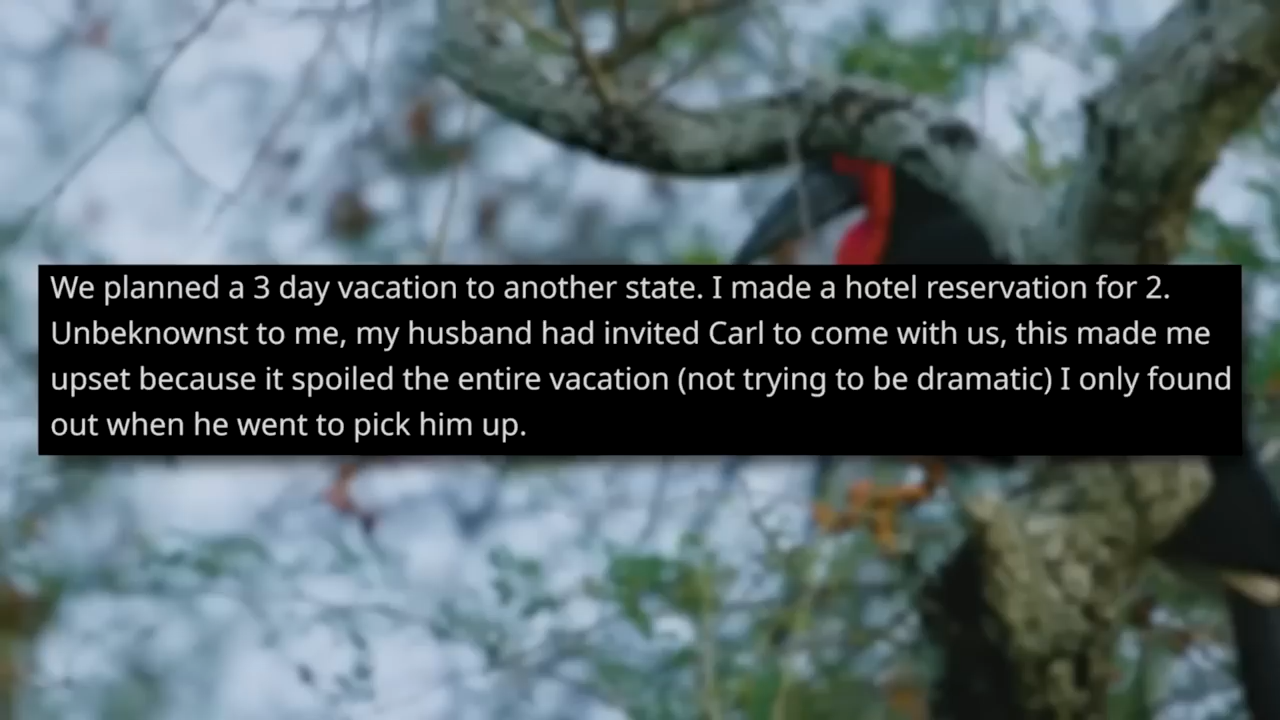 We planned a 3 day vacation to another state. I made a hotel reservation for 2.
Unbeknownst to me, my husband had invited Carl to come with us, this made me
upset because it spoiled the entire vacation (not trying to be dramatic) I only found
out when he went to pick him up.